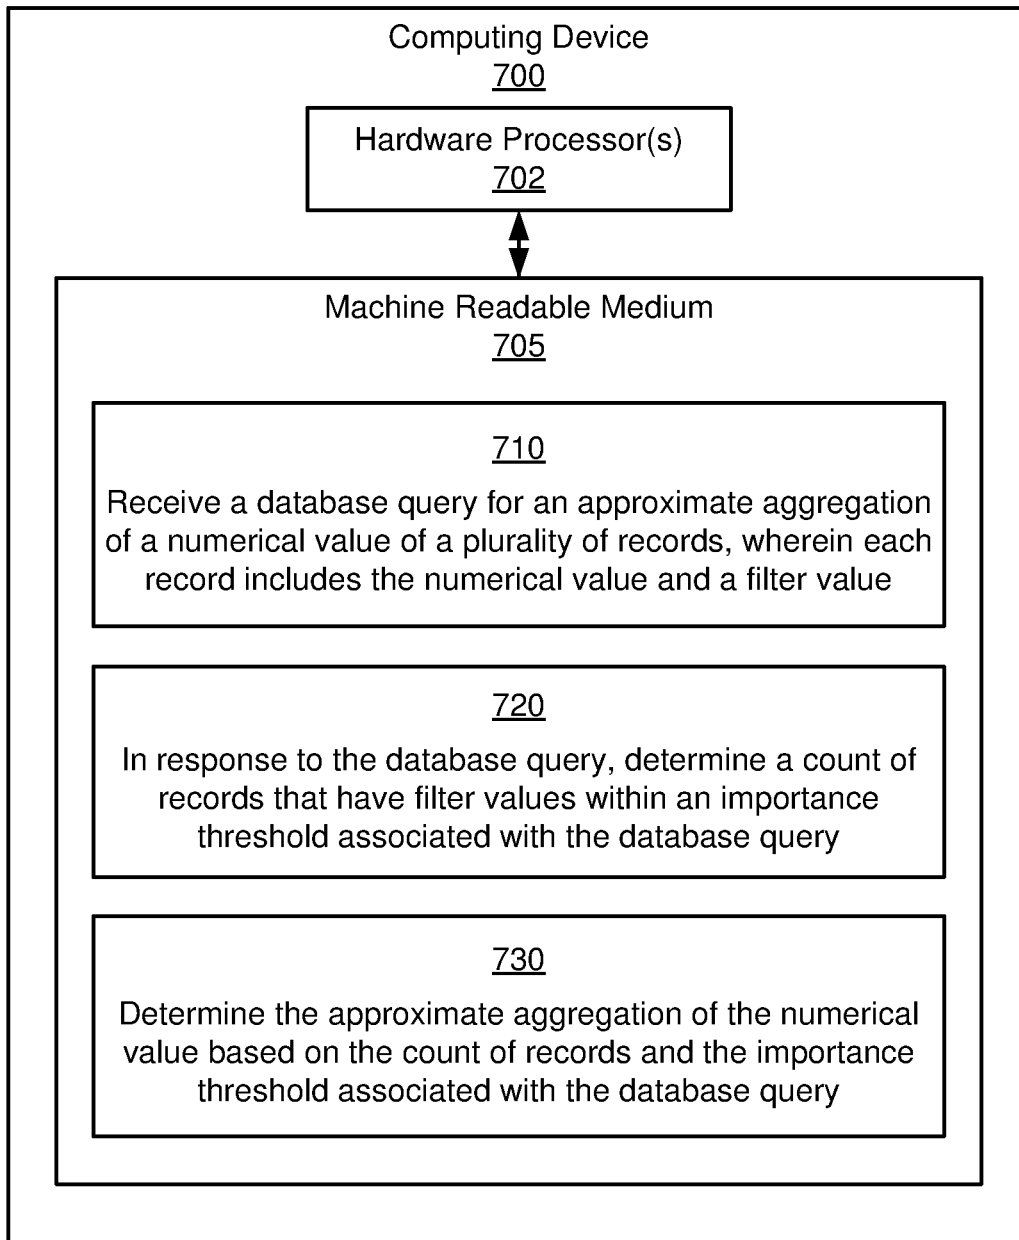 Computing Device
700
Hardware Processor(s)
702
Machine Readable Medium
705
710
Receive a database query for an approximate aggregation
of a numerical value of a plurality of records, wherein each
record includes the numerical value and a filter value
720
In response to the database query, determine a count of
records that have filter values within an importance
threshold associated with the database query
730
Determine the approximate aggregation of the numerical
value based on the count of records and the importance
threshold associated with the database query